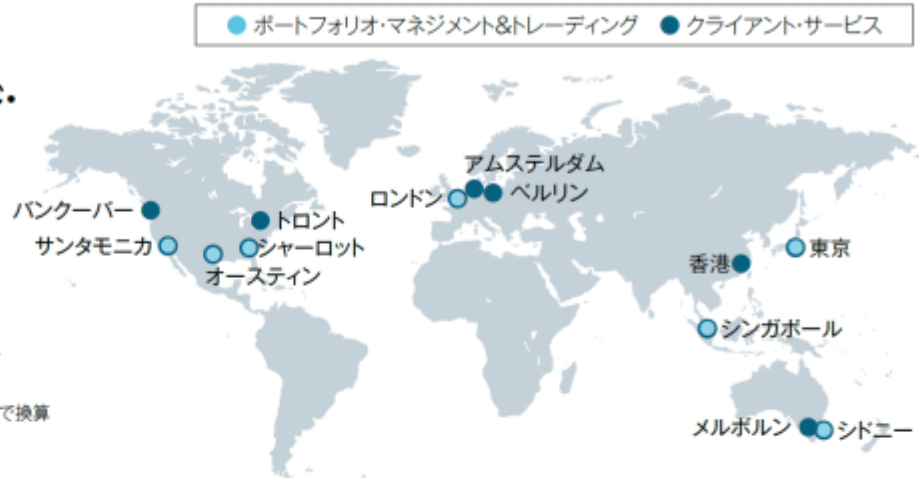 ポートフォリオ・マネジメント&トレーディング クライアント・サービス
アムステルダム
ロンドン
ベルリン
バンクーバー
トロント
サンタモニカ
シャーロット
オースティン
香港
東京
シンガポール
メルボルン
シドニー
で換算